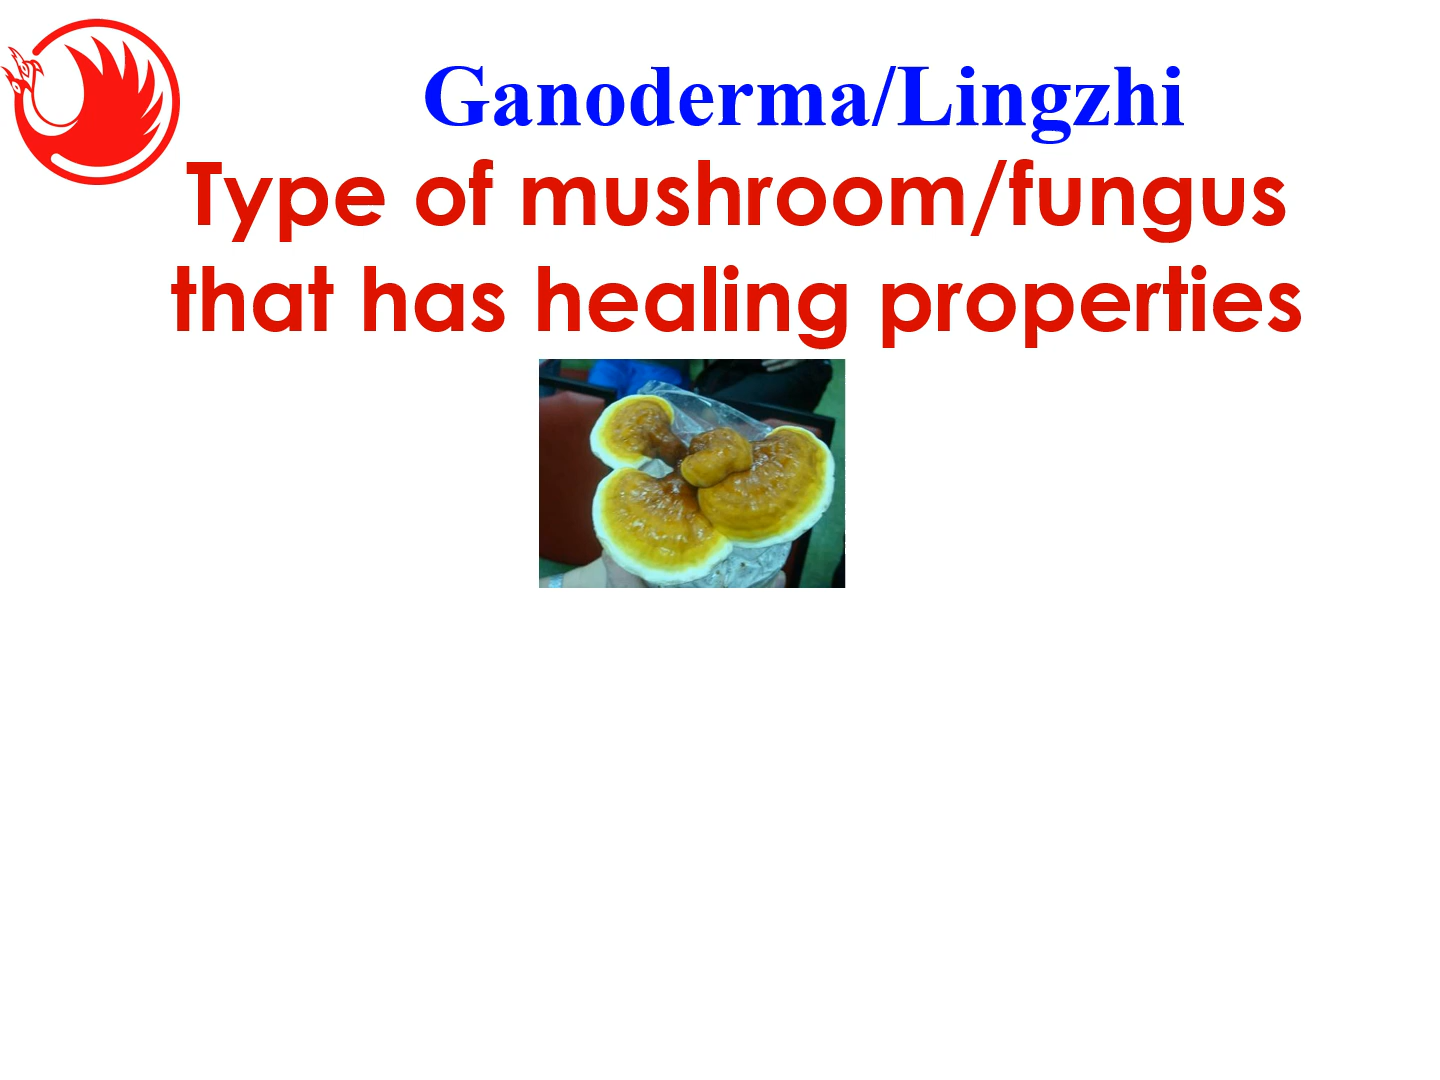 Ganoderma/Lingzhi
Type of mushroom/fungus
that has healing properties